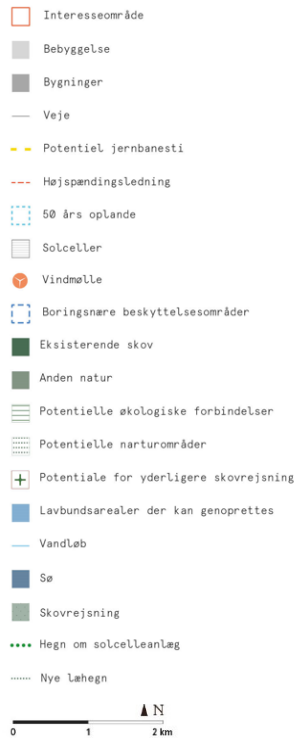 Interesseområde
Bebyggelse
Bygninger
Veje
Potentiel jernbanesti
Højspændingsledning
50 års oplande
Solceller
Vindmølle
Boringsnære beskyttelsesområder
Eksisterende skov
Anden natur
Potentielle økologiske forbindelser
Potentielle narturområder
Potentiale for yderligere skovrejsning
Lavbundsarealer der kan genoprettes
Vandløb
Sø
Skovrejsning
Hegn om solcelleanlæg
Nye læhegn
N
0 1 2 km